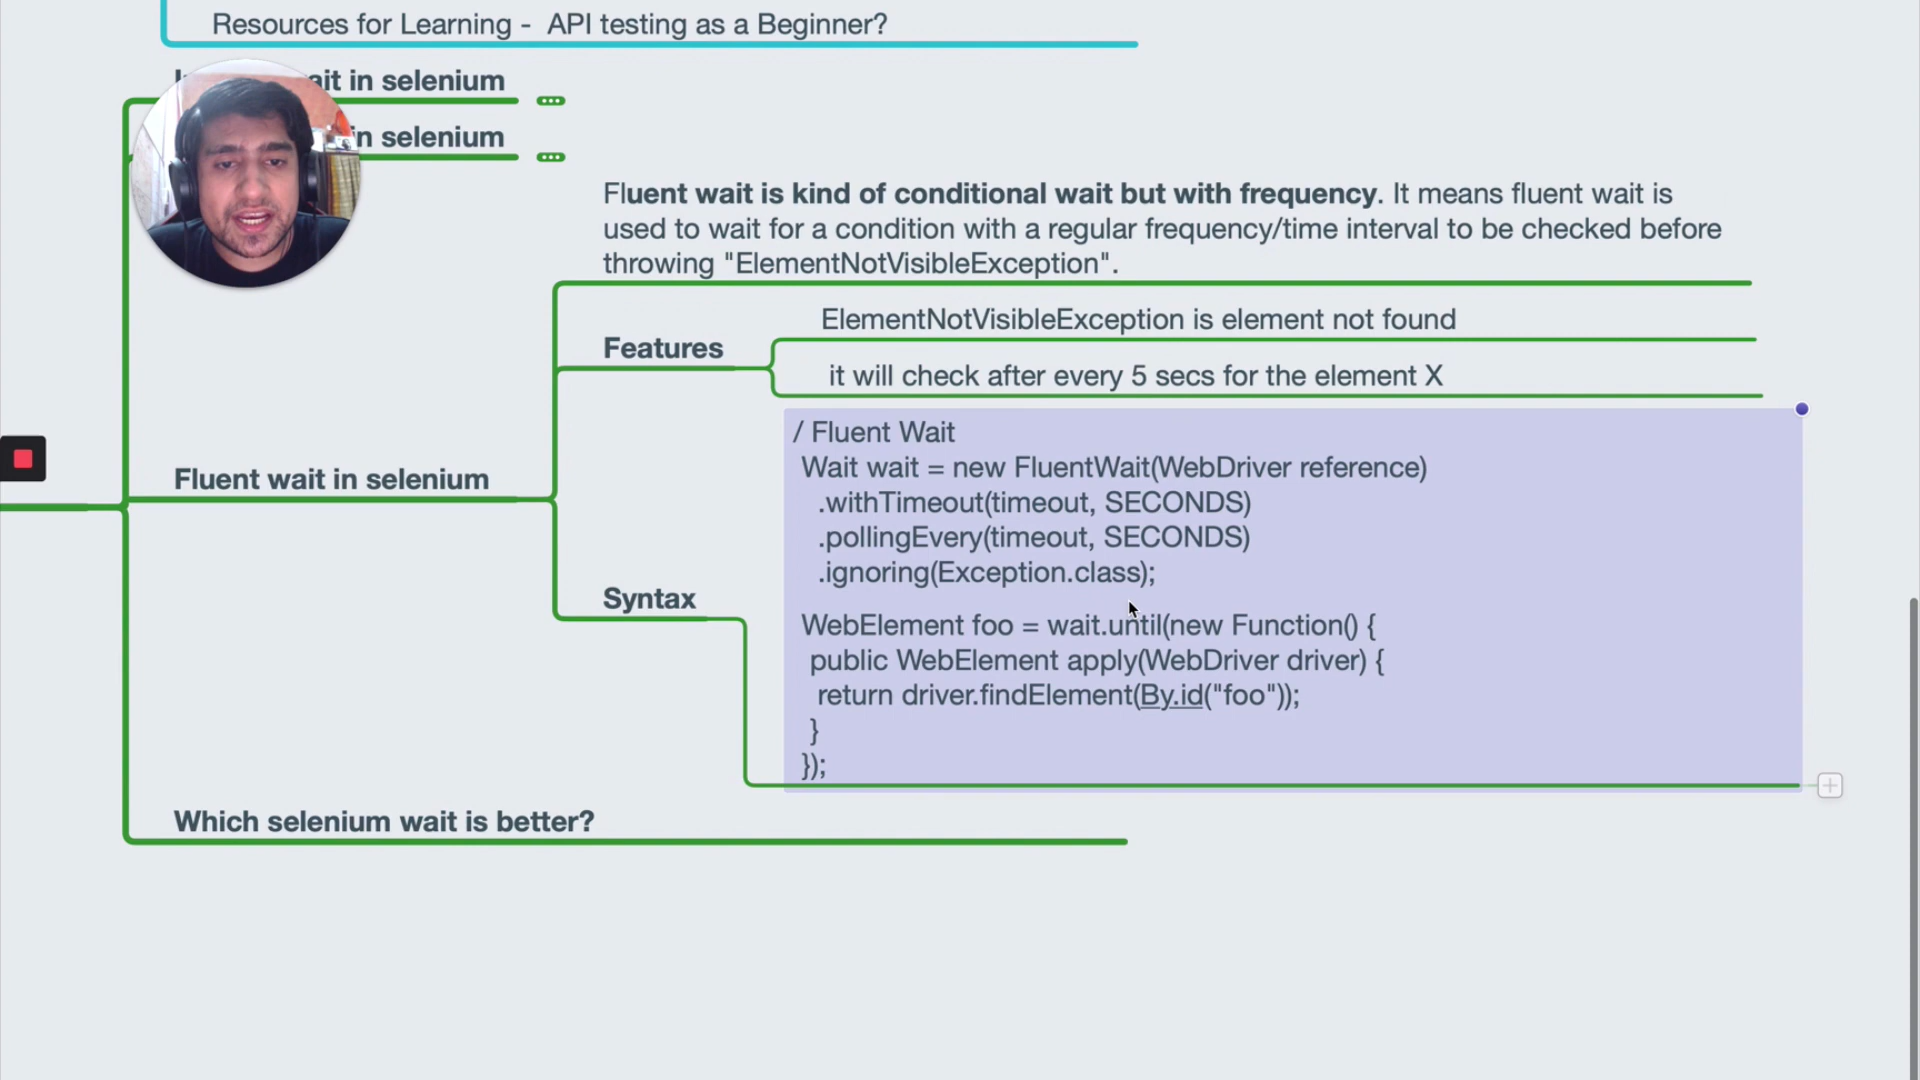 Resources for Learning -  API testing as a Beginner?
wait in selenium
in selenium
Fluent wait is kind of conditional wait but with frequency. It means fluent wait is
used to wait for a condition with a regular frequency/time interval to be checked before
throwing "ElementNotVisibleException".
ElementNotVisibleException is element not found
Features
it will check after every 5 secs for the element X
/ Fluent Wait
Wait wait = new FluentWait(WebDriver reference)
.withTimeout(timeout, SECONDS)
.pollingEvery(timeout, SECONDS)
.ignoring(Exception.class);
Fluent wait in selenium
Syntax
WebElement foo = wait.until(new Function() {
public WebElement apply(WebDriver driver) {
return driver.findElement(By.id("foo"));
}
});
Which selenium wait is better?